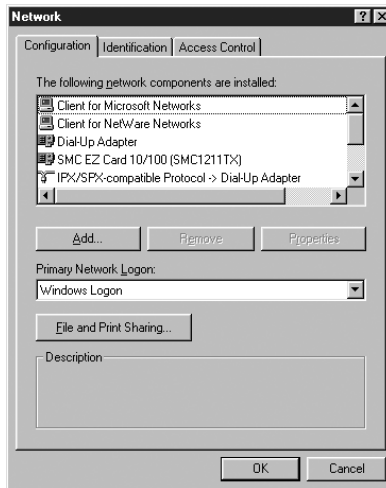 Network
Configuration Identification Access Control
The following network components are installed:
Client for Microsoft Networks
Client for NetWare Networks
Dial-Up Adapter
SMC EZ Card 10/100 (SMC1211TX)
IPX/SPX-compatible Protocol -> Dial-Up Adapter
Add... Remove Properties
Primary Network Logon:
Windows Logon
File and Print Sharing...
Description
OK Cancel